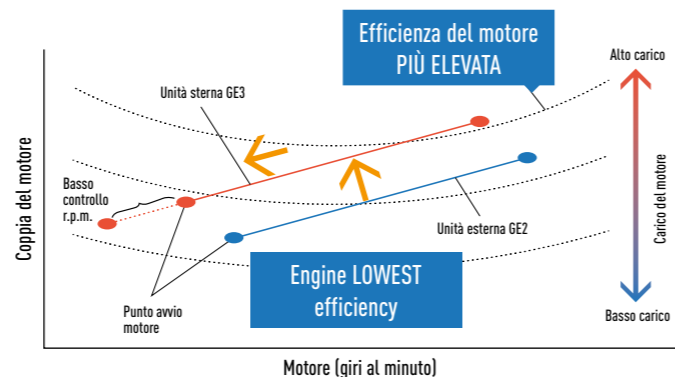 Efficienza del motore
PIÙ ELEVATA
Alto carico
Unità sterna GE3
Coppia del motore
Basso
controllo
r.p.m.
Carico del motore
Unità esterna GE2
Engine LOWEST
efficiency
Punto avvio
motore
Basso carico
Motore (giri al minuto)